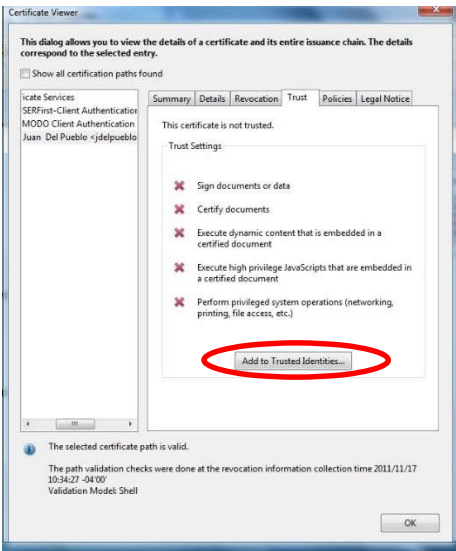 Certificate Viewer
This dialog allows you to view the details of a certificate and its entire issuance chain. The details
correspond to the selected entry.
Show all certification paths found
icate Services
SERFirst-Client Authentication
MODO Client Authentication
Juan Del Pueblo <jdelpueblo
Summary Details Revocation Trust Policies Legal Notice
This certificate is not trusted.
Trust Settings
Sign documents or data
Certify documents
Execute dynamic content that is embedded in a
certified document
Execute high privilege JavaScripts that are embedded in
a certified document
Perform privileged system operations (networking,
printing, file access, etc.)
Add to Trusted Identities...
The selected certificate path is valid.
The path validation checks were done at the revocation information collection time 2011/11/17
10:34:27 -04'00'
Validation Model: Shell
OK